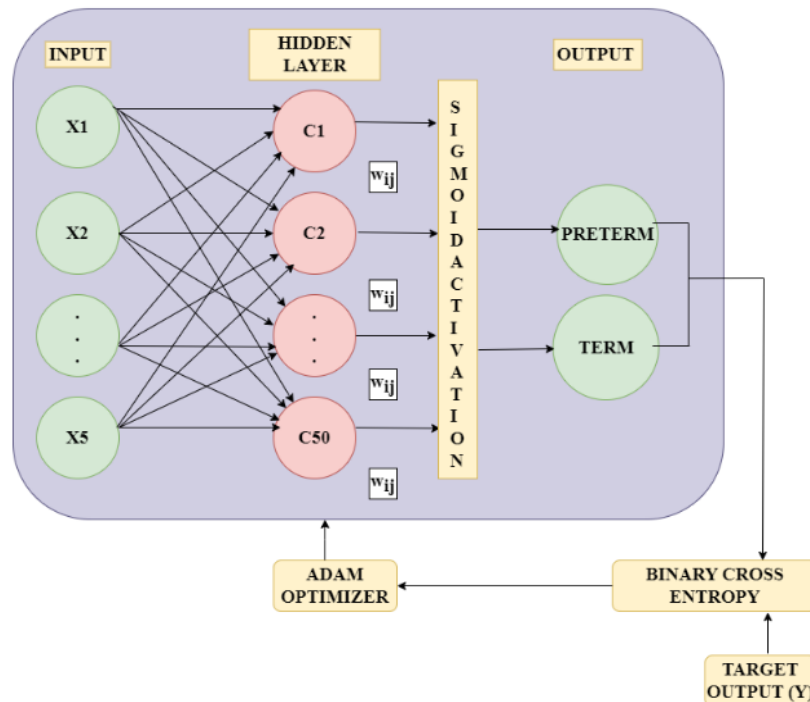 INPUT
HIDDEN
LAYER
OUTPUT
X1
X2
.
.
.
X5
C1
C2
.
.
.
C50
wij
wij
wij
wij
SIGMOIDACTIVATION
PRETERM
TERM
ADAM
OPTIMIZER
BINARY CROSS
ENTROPY
TARGET
OUTPUT (Y)